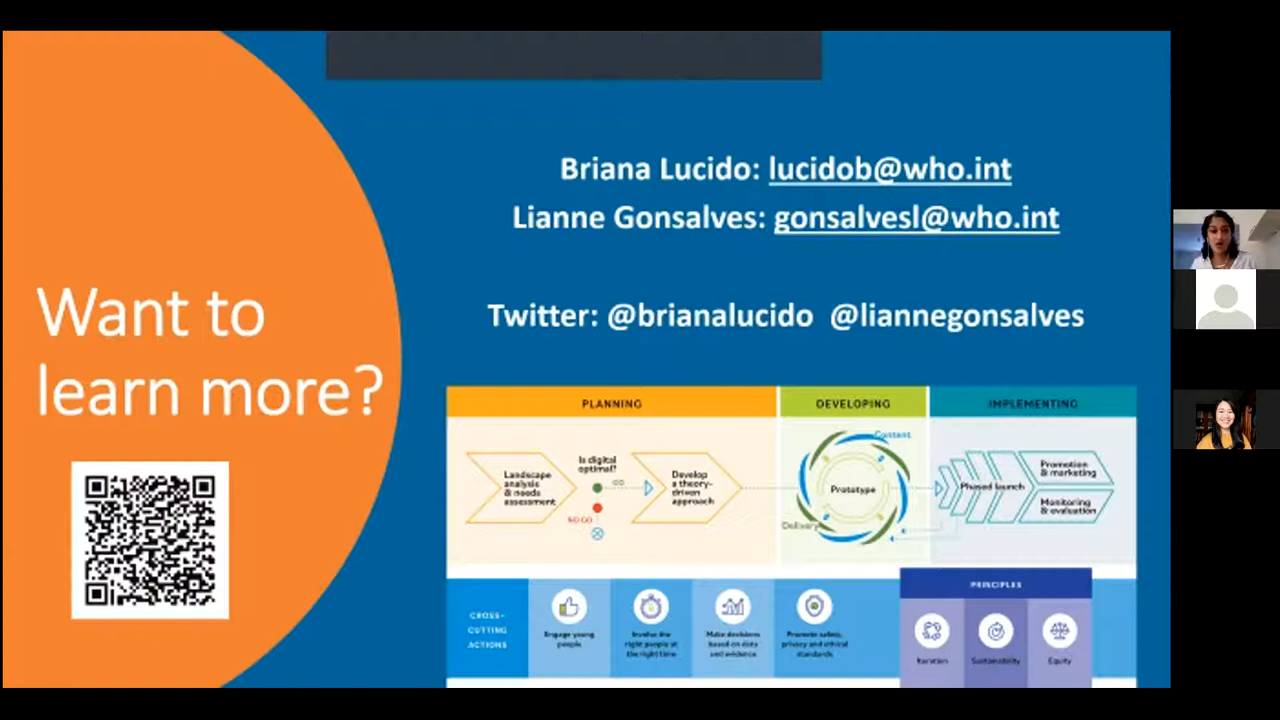 Want to
learn more?
Briana Lucido: lucidob@who.int
Lianne Gonsalves: gonsalvesl@who.int
Twitter: @brianalucido @liannegonsalves
PLANNING
DEVELOPING
IMPLEMENTING
Landscape
analysis
& needs
assessment
Is digital
optimal?
GO
NO GO
Develop
a theory-
driven
approach
Content
Prototype
Delivery
Phased launch
Promotion
& marketing
Monitoring
& evaluation
CROSS-
CUTTING
ACTIONS
Engage young
people
Involve the
right people at
the right time
Make decisions
based on data
and evidence
Promote safety,
privacy and ethical
standards
PRINCIPLES
Iteration
Sustainability
Equity